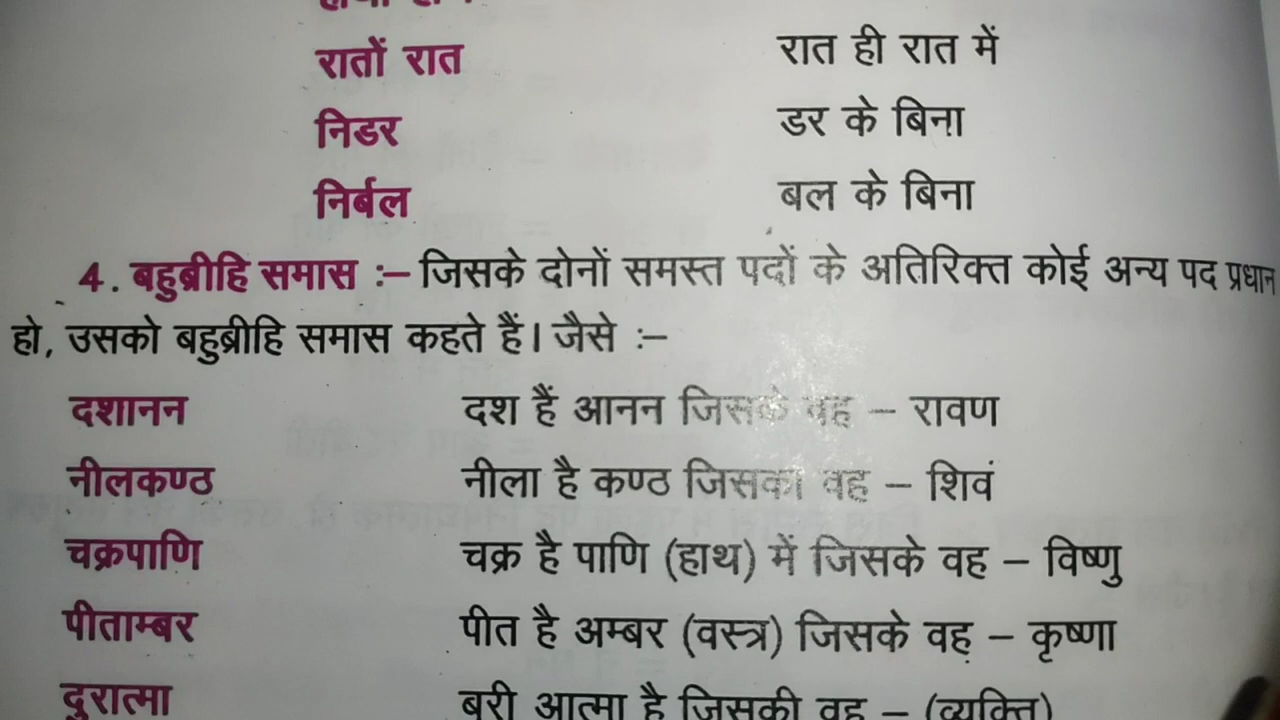 रातों रात रात ही रात में
निडर डर के बिना
निर्बल बल के बिना
4. बहुब्रीहि समास :– जिसके दोनों समस्त पदों के अतिरिक्त कोई अन्य पद प्रधान
हो, उसको बहुब्रीहि समास कहते हैं। जैसे :–
दशानन दश हैं आनन जिसके वह – रावण
नीलकण्ठ नीला है कण्ठ जिसका वह – शिव
चक्रपाणि चक्र है पाणि (हाथ) में जिसके वह – विष्णु
पीताम्बर पीत है अम्बर (वस्त्र) जिसके वह – कृष्णा
दुरात्मा बुरी आत्मा है जिसकी वह – (व्यक्ति)